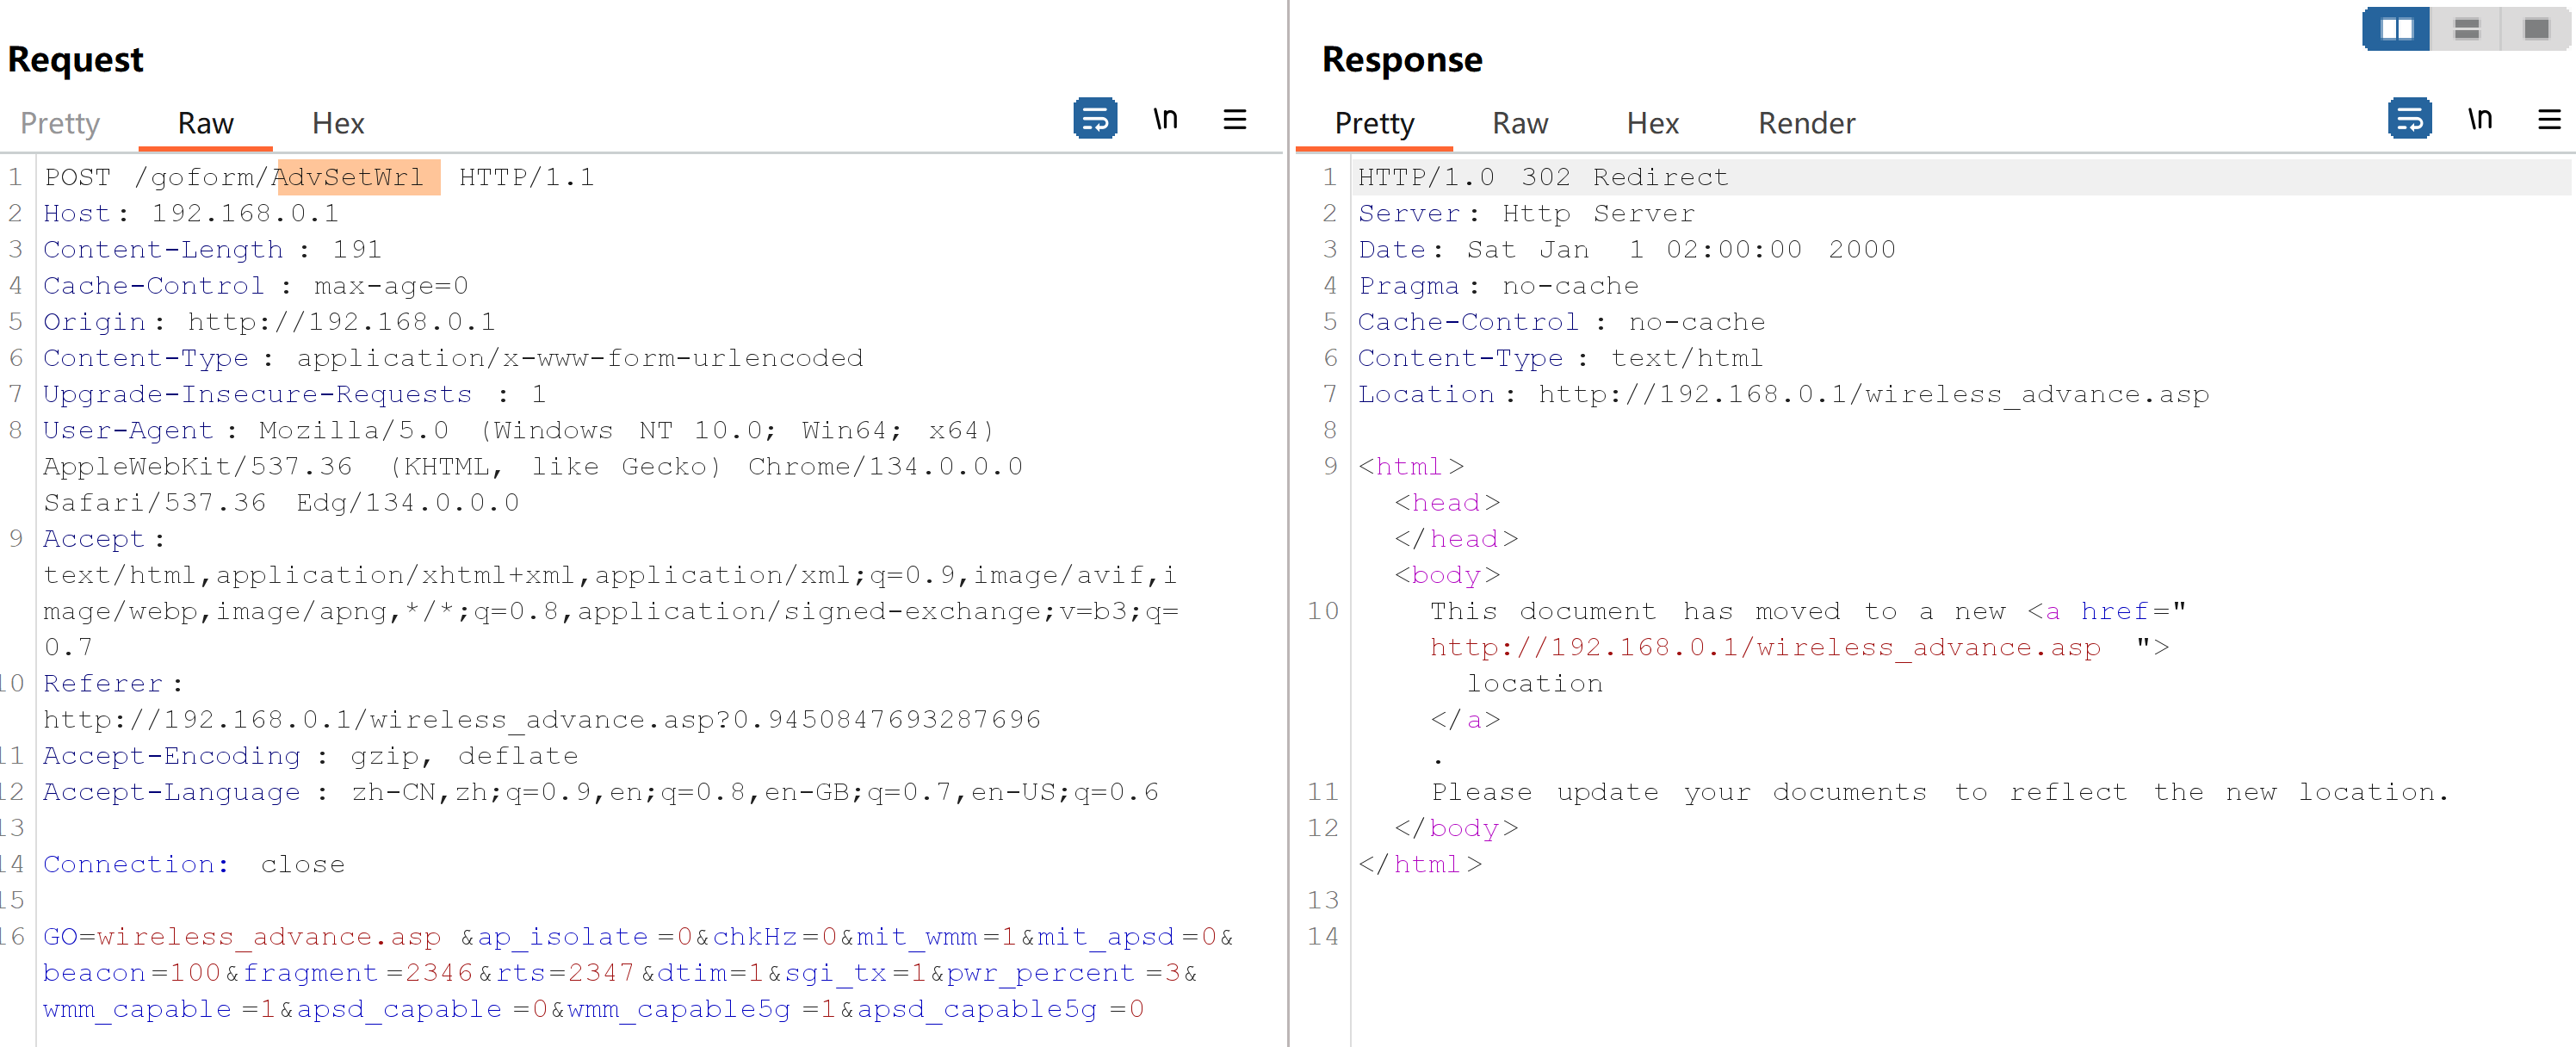 Request
Pretty Raw Hex \n
1 POST /goform/AdvSetWrl HTTP/1.1
2 Host: 192.168.0.1
3 Content-Length: 191
4 Cache-Control: max-age=0
5 Origin: http://192.168.0.1
6 Content-Type: application/x-www-form-urlencoded
7 Upgrade-Insecure-Requests: 1
8 User-Agent: Mozilla/5.0 (Windows NT 10.0; Win64; x64)
AppleWebKit/537.36 (KHTML, like Gecko) Chrome/134.0.0.0
Safari/537.36 Edg/134.0.0.0
9 Accept:
text/html,application/xhtml+xml,application/xml;q=0.9,image/avif,i
mage/webp,image/apng,*/*;q=0.8,application/signed-exchange;v=b3;q=
0.7
10 Referer:
http://192.168.0.1/wireless_advance.asp?0.9450847693287696
11 Accept-Encoding: gzip, deflate
12 Accept-Language: zh-CN,zh;q=0.9,en;q=0.8,en-GB;q=0.7,en-US;q=0.6
13
14 Connection: close
15
16 GO=wireless_advance.asp&ap_isolate=0&chkHz=0&mit_wmm=1&mit_apsd=0&
beacon=100&fragment=2346&rts=2347&dtim=1&sgi_tx=1&pwr_percent=3&
wmm_capable=1&apsd_capable=0&wmm_capable5g=1&apsd_capable5g=0
Response
Pretty Raw Hex Render \n
1 HTTP/1.0 302 Redirect
2 Server: Http Server
3 Date: Sat Jan  1 02:00:00 2000
4 Pragma: no-cache
5 Cache-Control: no-cache
6 Content-Type: text/html
7 Location: http://192.168.0.1/wireless_advance.asp
8
9 <html>
<head>
</head>
<body>
10 This document has moved to a new <a href="
http://192.168.0.1/wireless_advance.asp">
location
</a>
.
11 Please update your documents to reflect the new location.
12 </body>
</html>
13
14